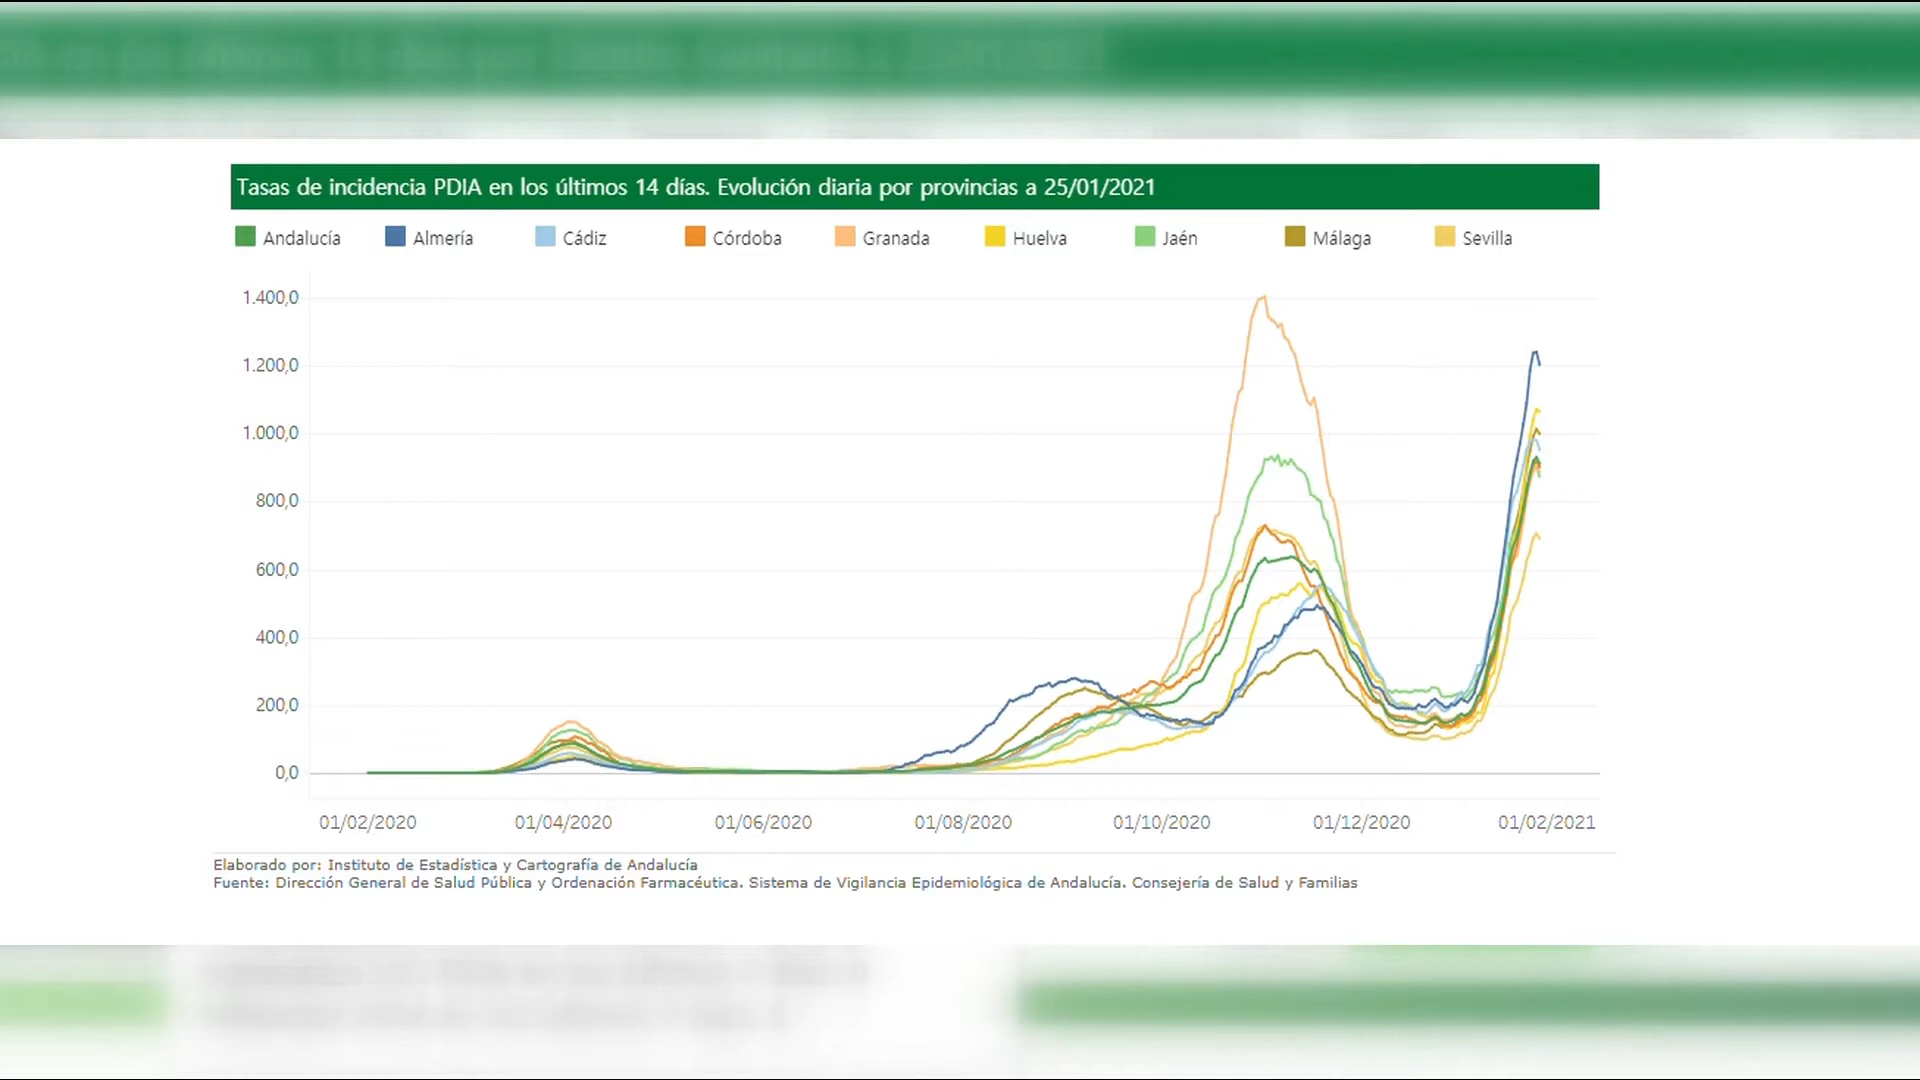 Tasas de incidencia PDIA en los últimos 14 días. Evolución diaria por provincias a 25/01/2021
Andalucía Almería Cádiz Córdoba Granada Huelva Jaén Málaga Sevilla
1.400,0
1.200,0
1.000,0
800,0
600,0
400,0
200,0
0,0
01/02/2020 01/04/2020 01/06/2020 01/08/2020 01/10/2020 01/12/2020 01/02/2021
Elaborado por: Instituto de Estadística y Cartografía de Andalucía
Fuente: Dirección General de Salud Pública y Ordenación Farmacéutica. Sistema de Vigilancia Epidemiológica de Andalucía. Consejería de Salud y Familias